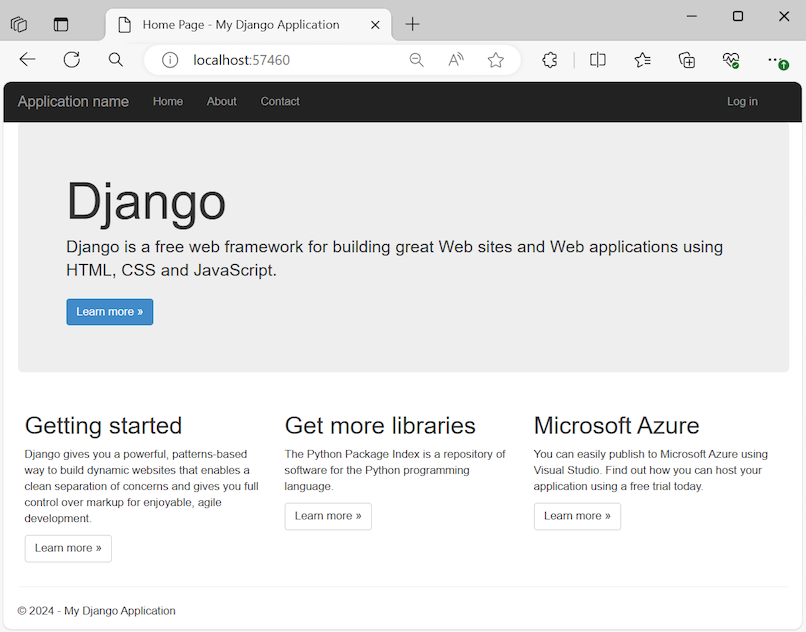 Home Page - My Django Application
localhost:57460
Application name Home About Contact Log in
Django
Django is a free web framework for building great Web sites and Web applications using
HTML, CSS and JavaScript.
Learn more »
Getting started
Django gives you a powerful, patterns-based
way to build dynamic websites that enables a
clean separation of concerns and gives you full
control over markup for enjoyable, agile
development.
Learn more »
Get more libraries
The Python Package Index is a repository of
software for the Python programming
language.
Learn more »
Microsoft Azure
You can easily publish to Microsoft Azure using
Visual Studio. Find out how you can host your
application using a free trial today.
Learn more »
© 2024 - My Django Application